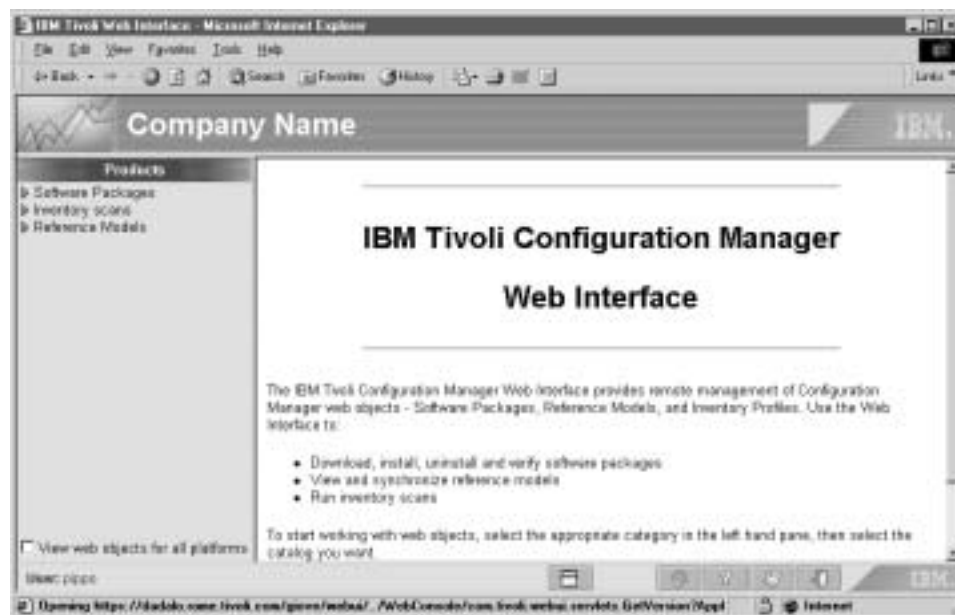 IBM Tivoli Web Interface - Microsoft Internet Explorer
File Edit View Favorites Tools Help
Back Search Favorites History Links
Company Name
IBM.
Products
Software Packages
Inventory scans
Reference Models
IBM Tivoli Configuration Manager
Web Interface
The IBM Tivoli Configuration Manager Web Interface provides remote management of Configuration
Manager web objects - Software Packages, Reference Models, and Inventory Profiles. Use the Web
Interface to:
• Download, install, uninstall and verify software packages
• View and synchronize reference models
• Run inventory scans
To start working with web objects, select the appropriate category in the left hand pane, then select the
catalog you want.
View web objects for all platforms
User: pippo
IBM.
Opening https:// Internet